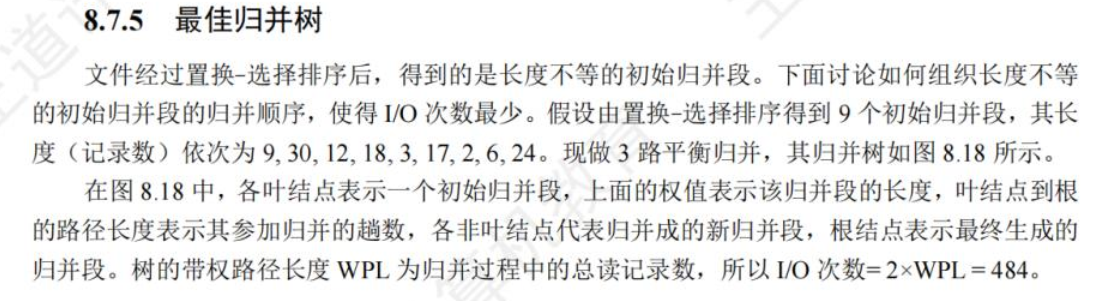 8.7.5 最佳归并树
文件经过置换-选择排序后，得到的是长度不等的初始归并段。下面讨论如何组织长度不等
的初始归并段的归并顺序，使得 I/O 次数最少。假设由置换-选择排序得到 9 个初始归并段，其长
度（记录数）依次为 9, 30, 12, 18, 3, 17, 2, 6, 24。现做 3 路平衡归并，其归并树如图 8.18 所示。
在图 8.18 中，各叶结点表示一个初始归并段，上面的权值表示该归并段的长度，叶结点到根
的路径长度表示其参加归并的趟数，各非叶结点代表归并成的新归并段，根结点表示最终生成的
归并段。树的带权路径长度 WPL 为归并过程中的总读记录数，所以 I/O 次数= 2×WPL = 484。